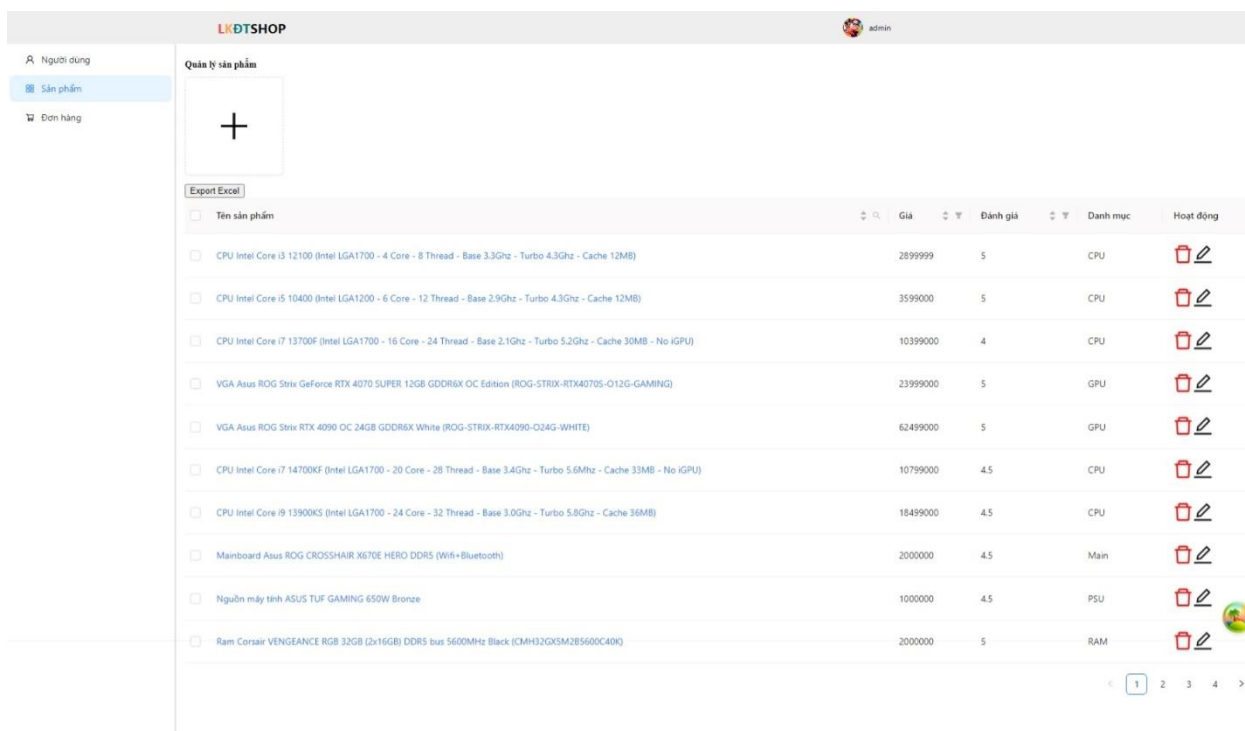 LKĐTSHOP
admin
Người dùng
Sản phẩm
Đơn hàng
Quản lý sản phẩm
Export Excel
Tên sản phẩm Giá Đánh giá Danh mục Hoạt động
CPU Intel Core i3 12100 (Intel LGA1700 - 4 Core - 8 Thread - Base 3.3Ghz - Turbo 4.3Ghz - Cache 12MB) 2899999 5 CPU
CPU Intel Core i5 10400 (Intel LGA1200 - 6 Core - 12 Thread - Base 2.9Ghz - Turbo 4.3Ghz - Cache 12MB) 3599000 5 CPU
CPU Intel Core i7 13700F (Intel LGA1700 - 16 Core - 24 Thread - Base 2.1Ghz - Turbo 5.2Ghz - Cache 30MB - No iGPU) 10399000 4 CPU
VGA Asus ROG Strix GeForce RTX 4070 SUPER 12GB GDDR6X OC Edition (ROG-STRIX-RTX4070S-O12G-GAMING) 23999000 5 GPU
VGA Asus ROG Strix RTX 4090 OC 24GB GDDR6X White (ROG-STRIX-RTX4090-O24G-WHITE) 62499000 5 GPU
CPU Intel Core i7 14700KF (Intel LGA1700 - 20 Core - 28 Thread - Base 3.4Ghz - Turbo 5.6Mhz - Cache 33MB - No iGPU) 10799000 4.5 CPU
CPU Intel Core i9 13900KS (Intel LGA1700 - 24 Core - 32 Thread - Base 3.0Ghz - Turbo 5.8Ghz - Cache 36MB) 18499000 4.5 CPU
Mainboard Asus ROG CROSSHAIR X670E HERO DDR5 (Wifi+Bluetooth) 2000000 4.5 Main
Nguồn máy tính ASUS TUF GAMING 650W Bronze 1000000 4.5 PSU
Ram Corsair VENGEANCE RGB 32GB (2x16GB) DDR5 bus 5600MHz Black (CMH32GX5M2B5600C40K) 2000000 5 RAM
< 1 2 3 4 >